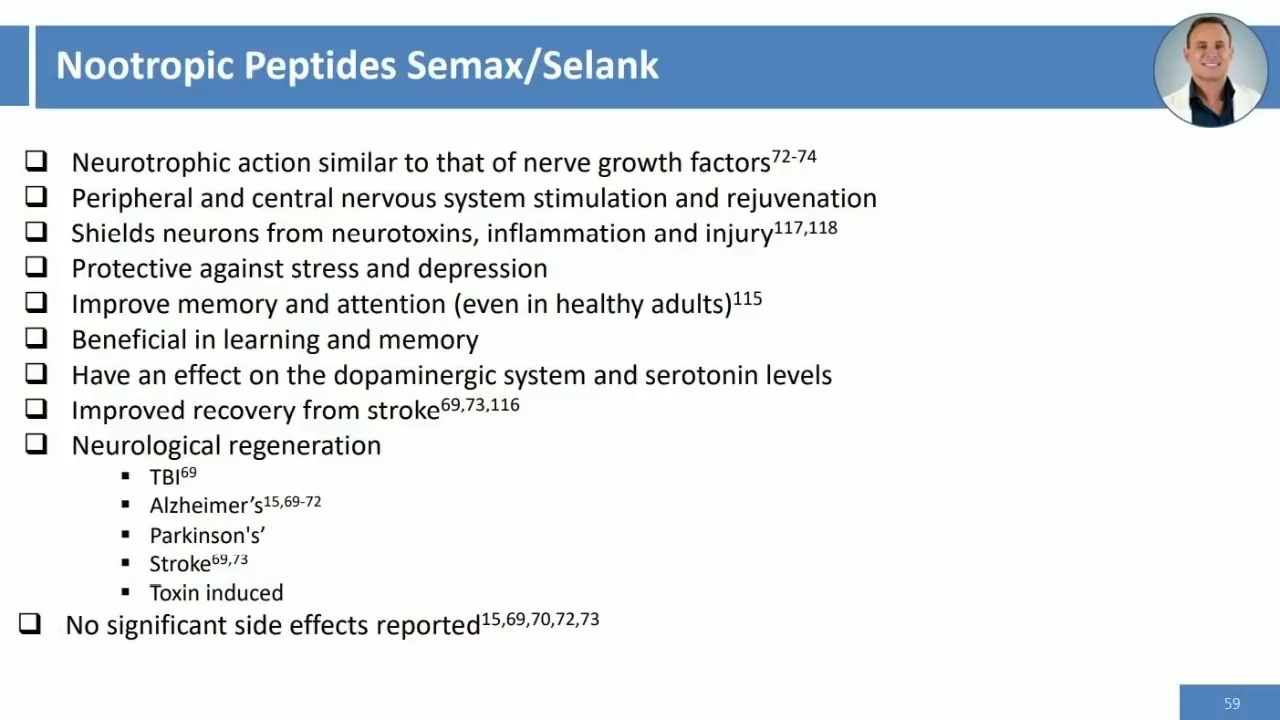 Nootropic Peptides Semax/Selank
Neurotrophic action similar to that of nerve growth factors72-74
Peripheral and central nervous system stimulation and rejuvenation
Shields neurons from neurotoxins, inflammation and injury117,118
Protective against stress and depression
Improve memory and attention (even in healthy adults)115
Beneficial in learning and memory
Have an effect on the dopaminergic system and serotonin levels
Improved recovery from stroke69,73,116
Neurological regeneration
TBI69
Alzheimer’s15,69-72
Parkinson's’
Stroke69,73
Toxin induced
No significant side effects reported15,69,70,72,73
59